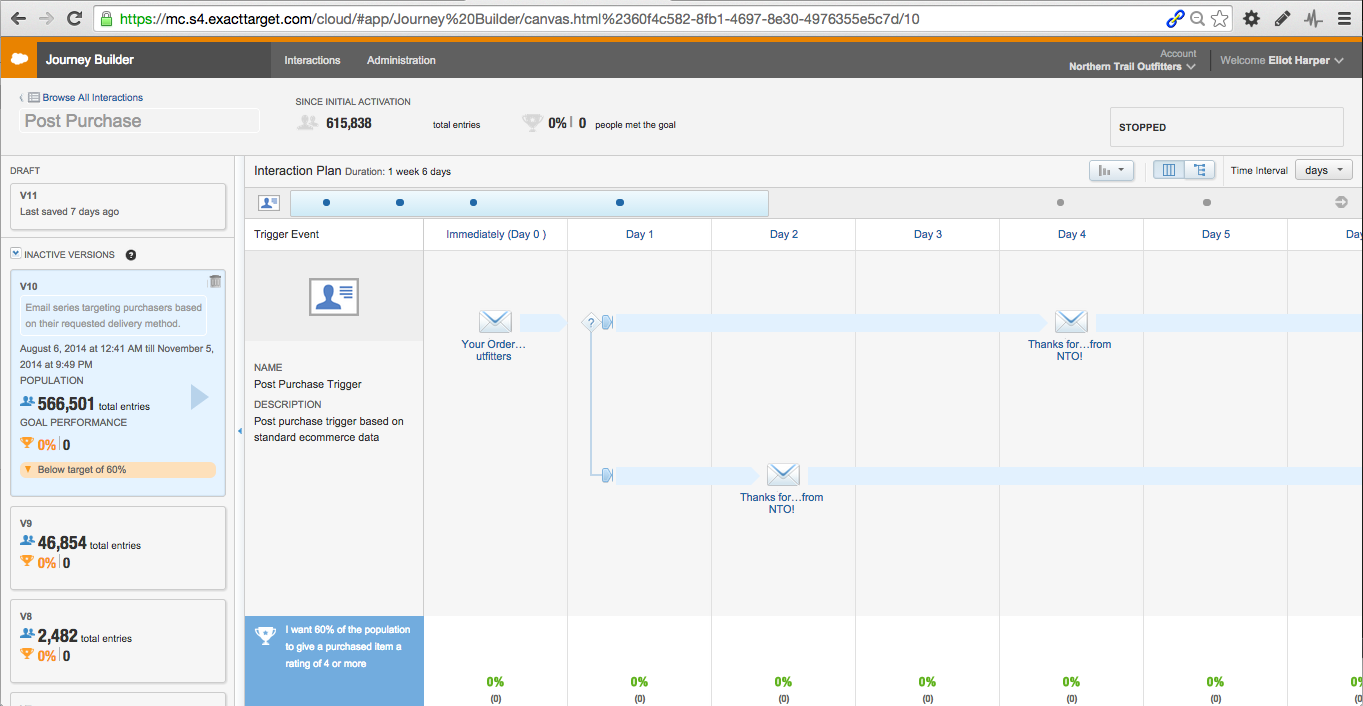 https://mc.s4.exacttarget.com/cloud/#app/Journey%20Builder/canvas.html%2360f4c582-8fb1-4697-8e30-4976355e5c7d/10
Journey Builder
Interactions
Administration
Account
Northern Trail Outfitters
Welcome Eliot Harper
Browse All Interactions
Post Purchase
SINCE INITIAL ACTIVATION
615,838 total entries
0% 0 people met the goal
STOPPED
DRAFT
V11
Last saved 7 days ago
INACTIVE VERSIONS ?
V10
Email series targeting purchasers based
on their requested delivery method.
August 6, 2014 at 12:41 AM till November 5,
2014 at 9:49 PM
POPULATION
566,501 total entries
GOAL PERFORMANCE
0% 0
Below target of 60%
V9
46,854 total entries
0% 0
V8
2,482 total entries
0% 0
Interaction Plan Duration: 1 week 6 days
Time Interval
days
Trigger Event
Immediately (Day 0 )
Day 1
Day 2
Day 3
Day 4
Day 5
Day
NAME
Post Purchase Trigger
DESCRIPTION
Post purchase trigger based on
standard ecommerce data
Your Order…
utfitters
?
Thanks for…from
NTO!
Thanks for…from
NTO!
I want 60% of the population
to give a purchased item a
rating of 4 or more
0% 0% 0% 0% 0% 0% 0%
(0) (0) (0) (0) (0) (0)